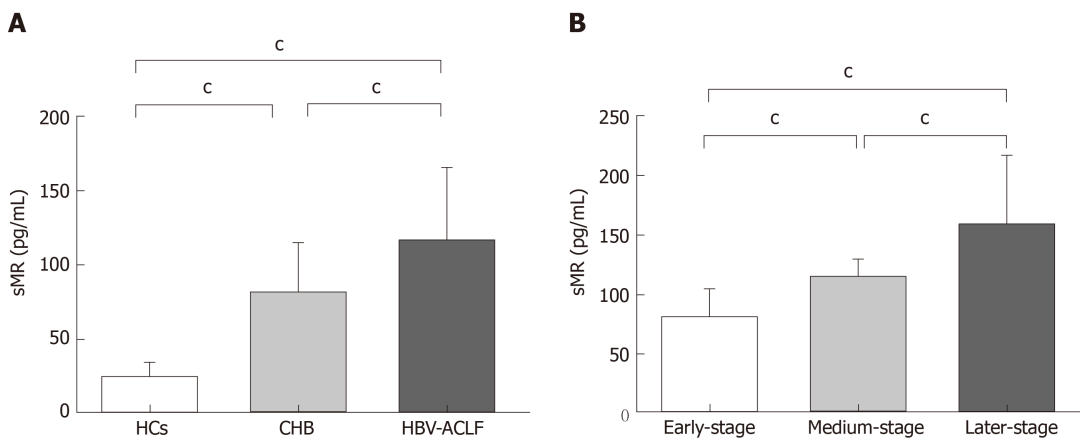 A
c
c
c
200
150
100
50
0
sMR (pg/mL)
HCs
CHB
HBV-ACLF
B
c
c
c
250
200
150
100
50
0
sMR (pg/mL)
Early-stage
Medium-stage
Later-stage